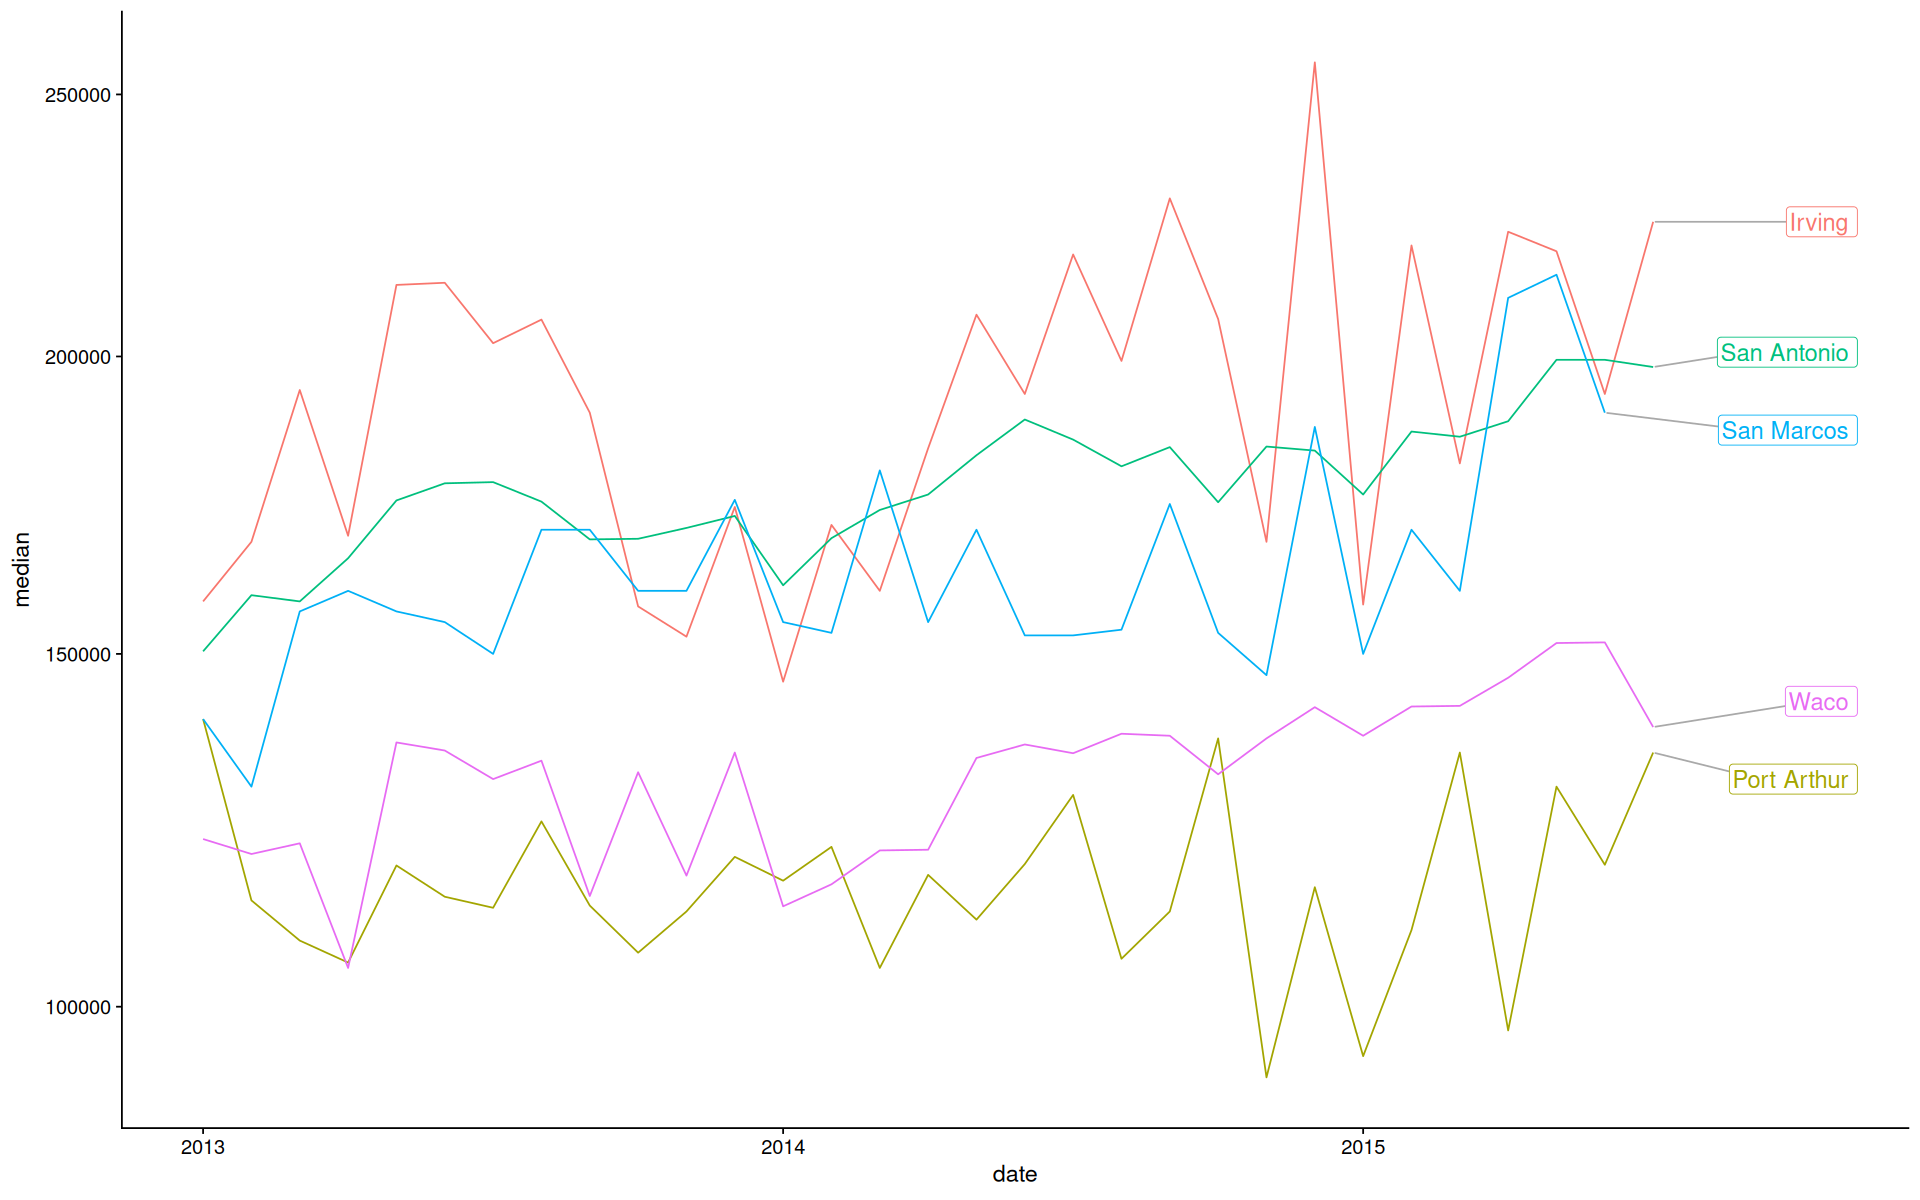 250000
200000
150000
100000
median
2013
2014
2015
date
Irving
San Antonio
San Marcos
Waco
Port Arthur